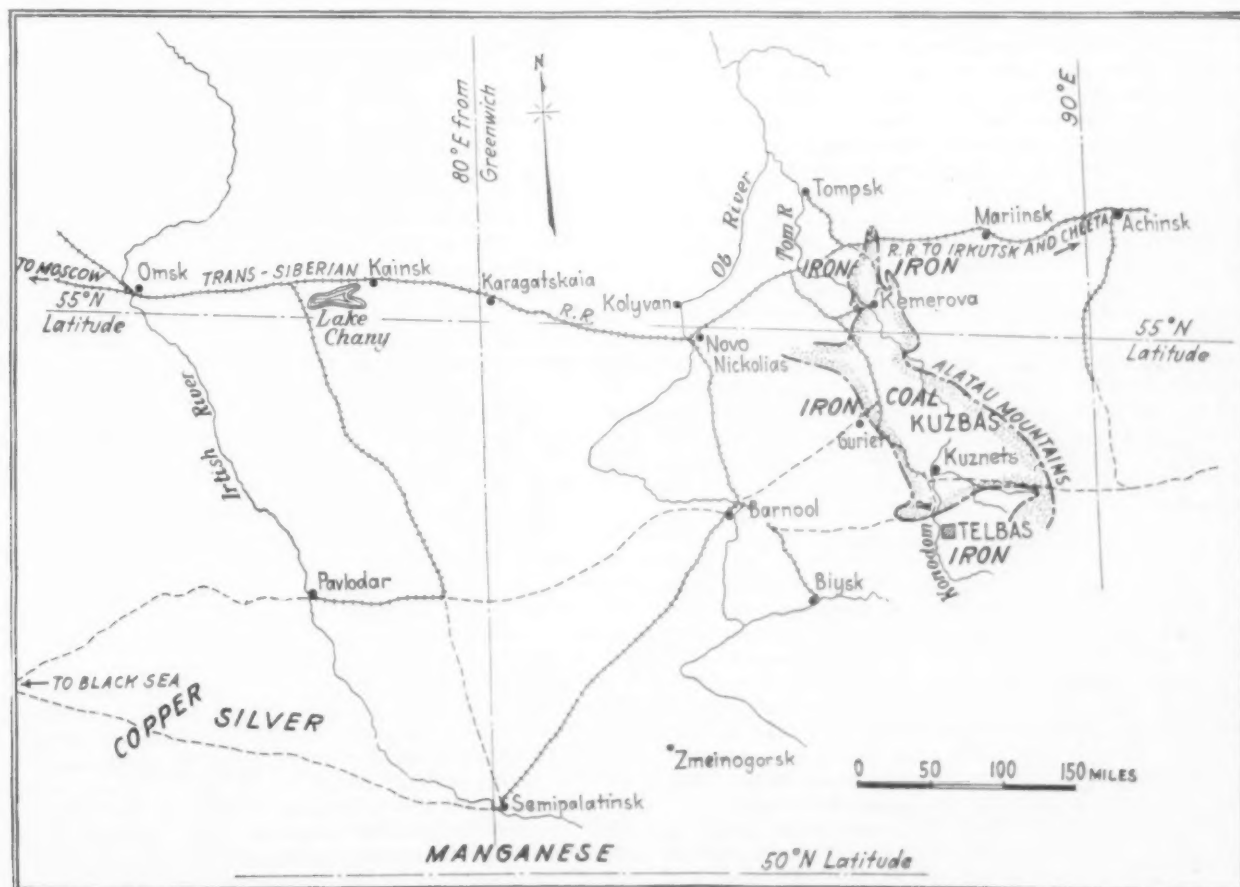 N
80°E from
Greenwich
90°E
Ob River
Tom R
Tompsk
Mariinsk
Achinsk
R.R. TO IRKUTSK AND CHEETA
TO MOSCOW
Omsk
TRANS-SIBERIAN
Kainsk
Karagatskaia
IRON
IRON
55°N
Latitude
Lake
Chany
R.R.
Kolyvan
Kemerova
Novo
Nickolias
55°N
Latitude
Irtish River
IRON
COAL
KUZBAS
ALATAU MOUNTAINS
Gurief
Kuznets
Barnool
TELBAS
IRON
Konodom
Pavlodar
Biysk
TO BLACK SEA
COPPER
SILVER
Zmeinogorsk
0 50 100 150 MILES
Semipalatinsk
MANGANESE
50°N Latitude